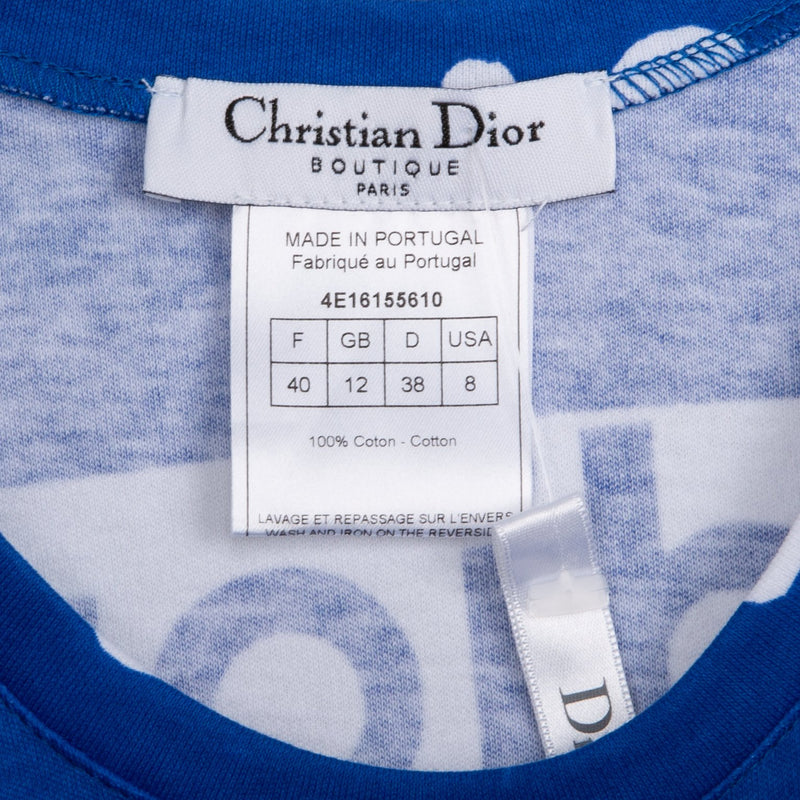 Christian Dior
BOUTIQUE
PARIS
MADE IN PORTUGAL
Fabriqué au Portugal
4E16155610
F GB D USA
40 12 38 8
100% Coton - Cotton
LAVAGE ET REPASSAGE SUR L'ENVERS
WASH AND IRON ON THE